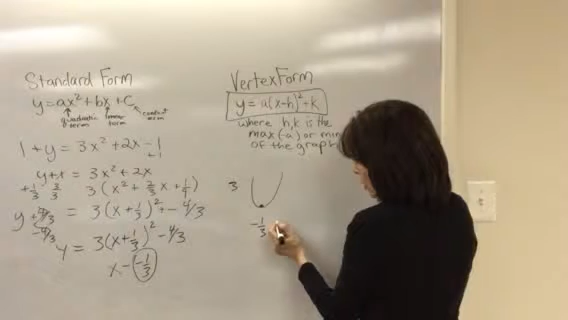 Standard Form
y = ax² + bx + C
quadratic term
linear term
constant term
1 + y = 3x² + 2x - 1
+1
y + 1 = 3x² + 2x
+ 1/3 3/3 3(x² + 2/3 x + 1/9)
y + 4/3 = 3(x + 1/3)² + - 4/3
- 4/3
y = 3(x + 1/3)² - 4/3
x - (-1/3)
Vertex Form
y = a(x-h)² + k
where h, k is the
max (-a) or min
of the graph
3
- 1/3